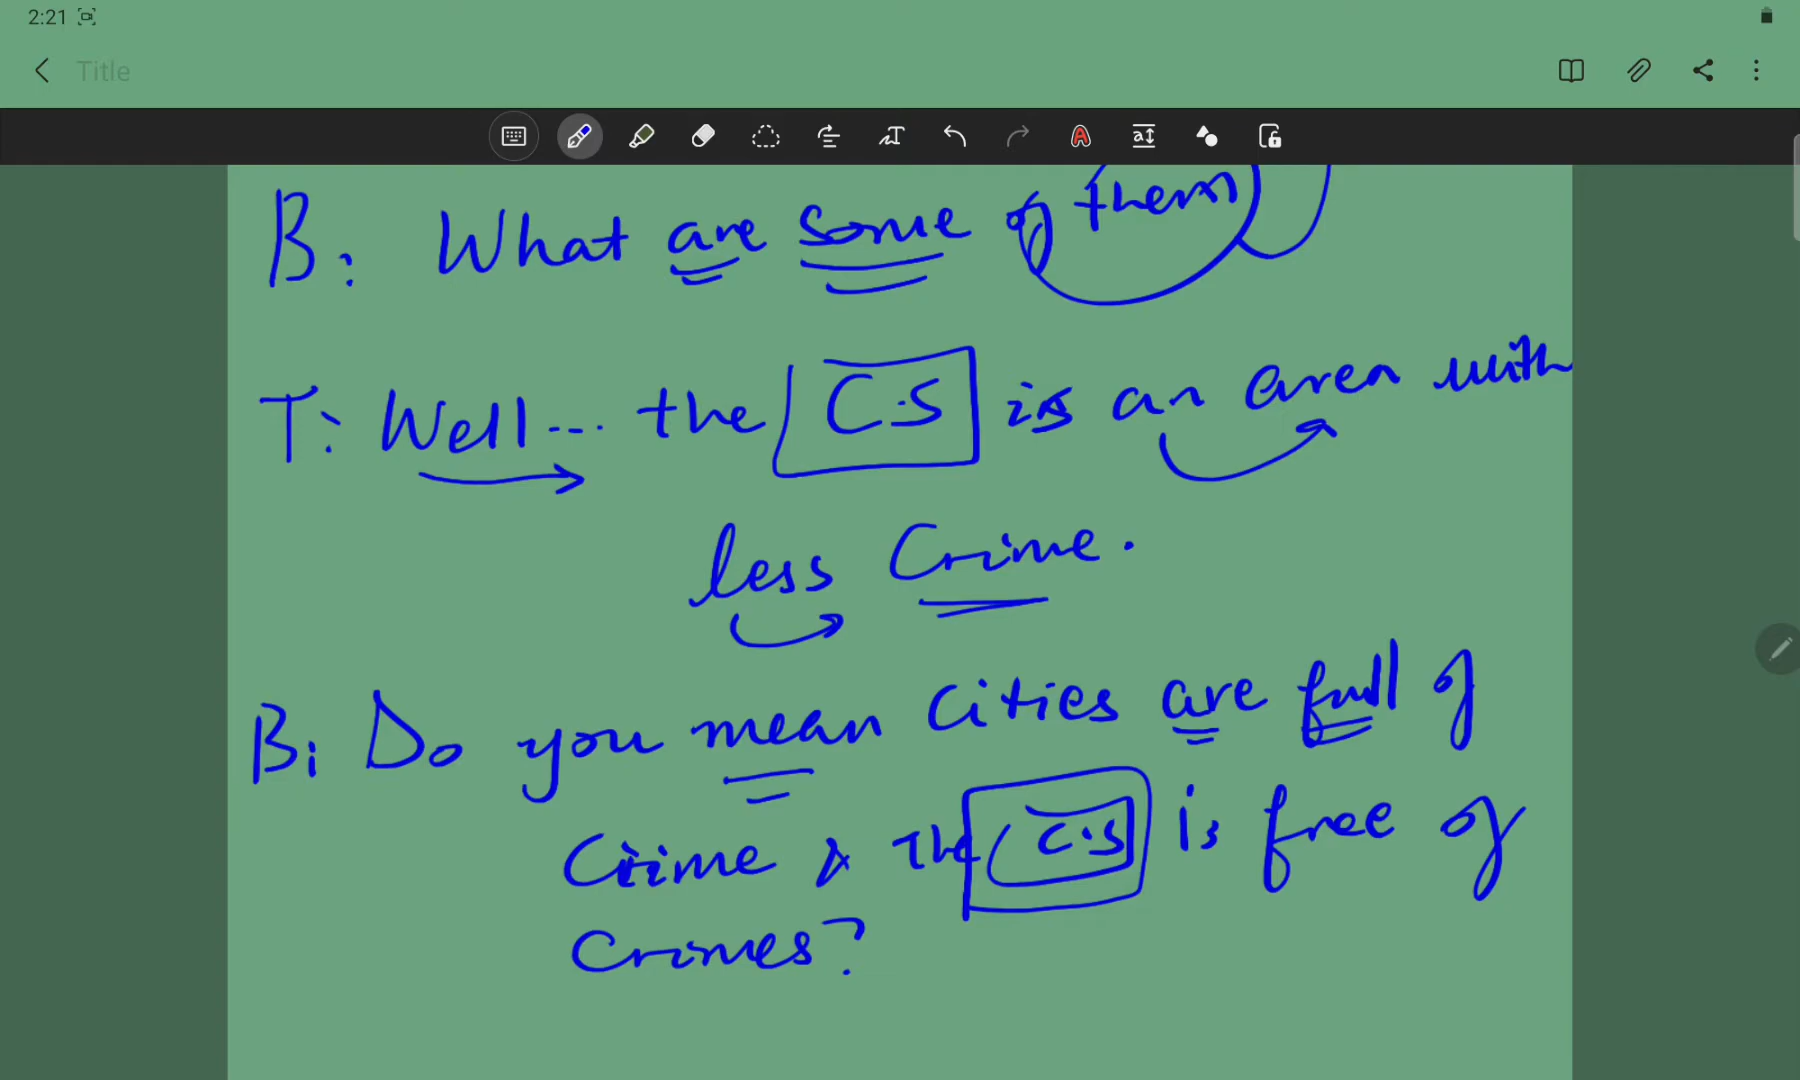 2:21
Title
B: What are some of them
T: Well... the C.S is an area with
less Crime.
B: Do you mean Cities are full of
Crime & The C.S is free of
Crimes?